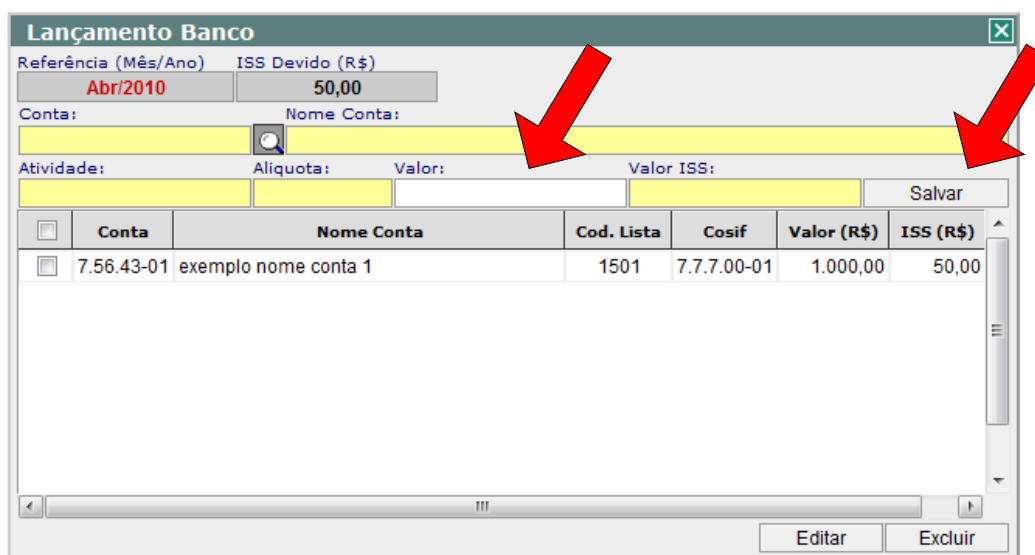 Lançamento Banco
Referência (Mês/Ano) ISS Devido (R$)
Abr/2010 50,00
Conta: Nome Conta:
Atividade: Aliquota: Valor: Valor ISS:
Salvar
Conta Nome Conta Cod. Lista Cosif Valor (R$) ISS (R$)
7.56.43-01 exemplo nome conta 1 1501 7.7.7.00-01 1.000,00 50,00
Editar Excluir